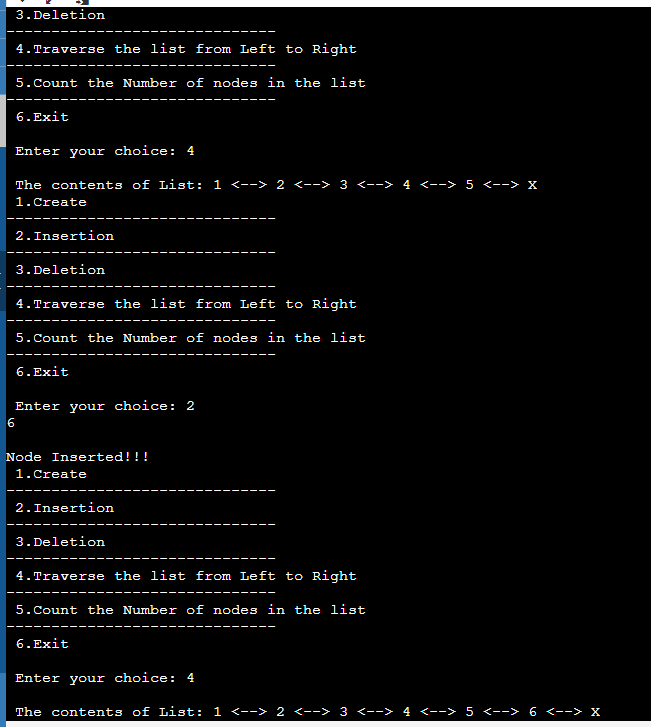 3.Deletion
------------------------------
4.Traverse the list from Left to Right
------------------------------
5.Count the Number of nodes in the list
------------------------------
6.Exit
Enter your choice: 4
The contents of List: 1 <--> 2 <--> 3 <--> 4 <--> 5 <--> X
1.Create
------------------------------
2.Insertion
------------------------------
3.Deletion
------------------------------
4.Traverse the list from Left to Right
------------------------------
5.Count the Number of nodes in the list
------------------------------
6.Exit
Enter your choice: 2
6
Node Inserted!!!
1.Create
------------------------------
2.Insertion
------------------------------
3.Deletion
------------------------------
4.Traverse the list from Left to Right
------------------------------
5.Count the Number of nodes in the list
------------------------------
6.Exit
Enter your choice: 4
The contents of List: 1 <--> 2 <--> 3 <--> 4 <--> 5 <--> 6 <--> X